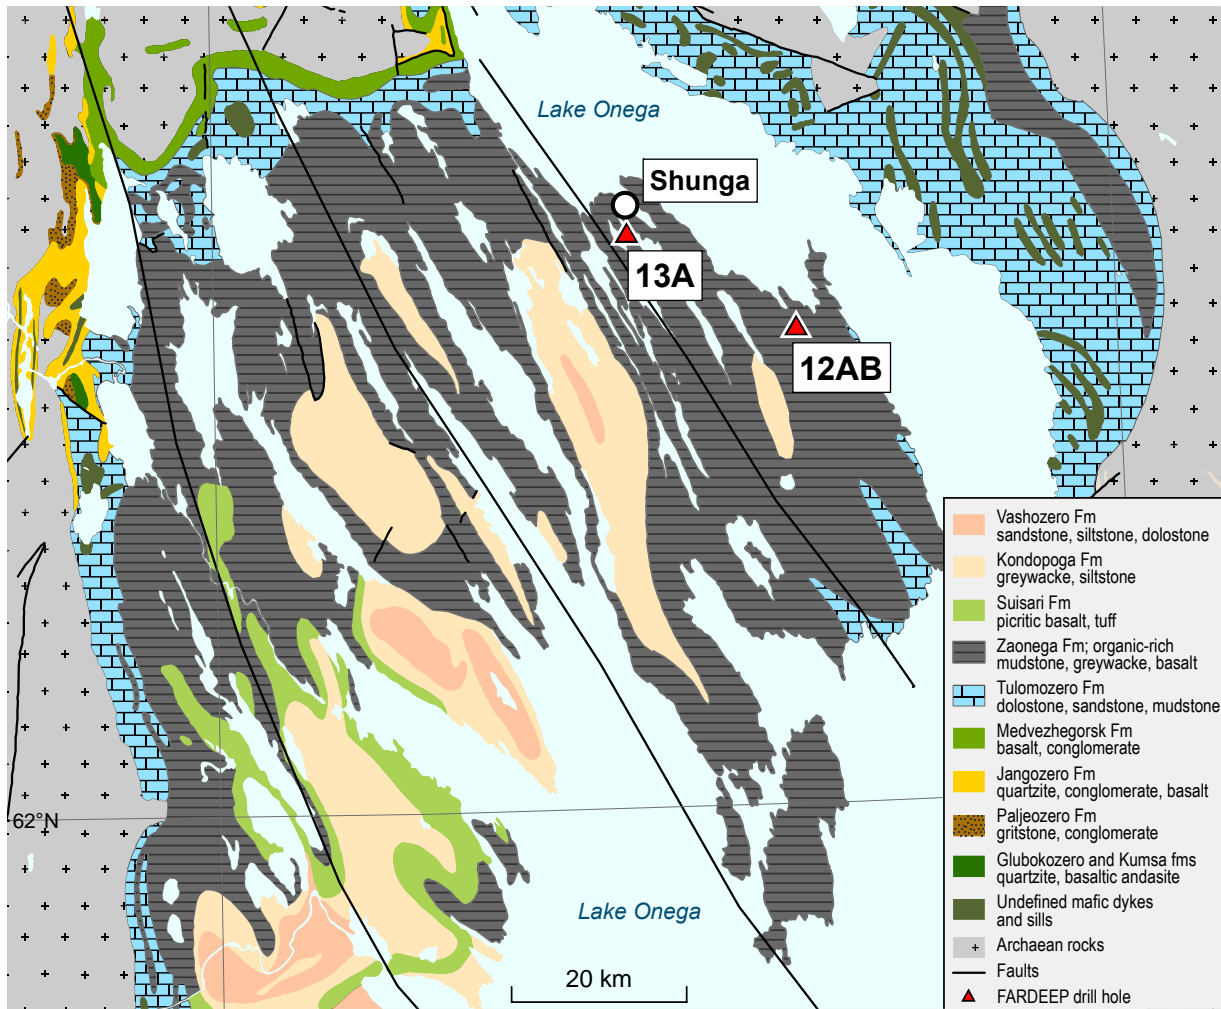 Lake Onega
Shunga
13A
12AB
Vashozero Fm
sandstone, siltstone, dolostone
Kondopoga Fm
greywacke, siltstone
Suisari Fm
picritic basalt, tuff
Zaonega Fm; organic-rich
mudstone, greywacke, basalt
Tulomozero Fm
dolostone, sandstone, mudstone
Medvezhegorsk Fm
basalt, conglomerate
Jangozero Fm
quartzite, conglomerate, basalt
62°N
Paljeozero Fm
gritstone, conglomerate
Glubokozero and Kumsa fms
quartzite, basaltic andasite
Undefined mafic dykes
and sills
Lake Onega
Archaean rocks
Faults
20 km
FARDEEP drill hole